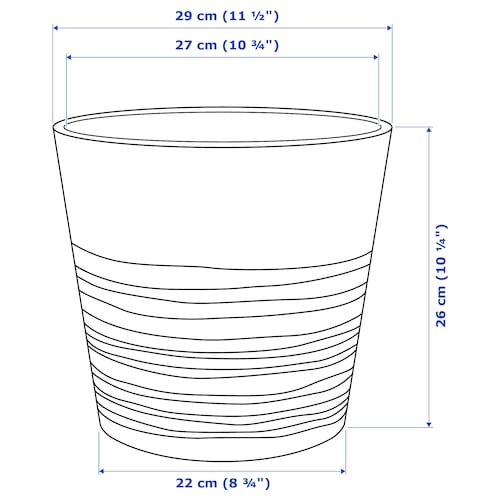 29 cm (11 ½")
27 cm (10 ¾")
26 cm (10 ¼")
22 cm (8 ¾")